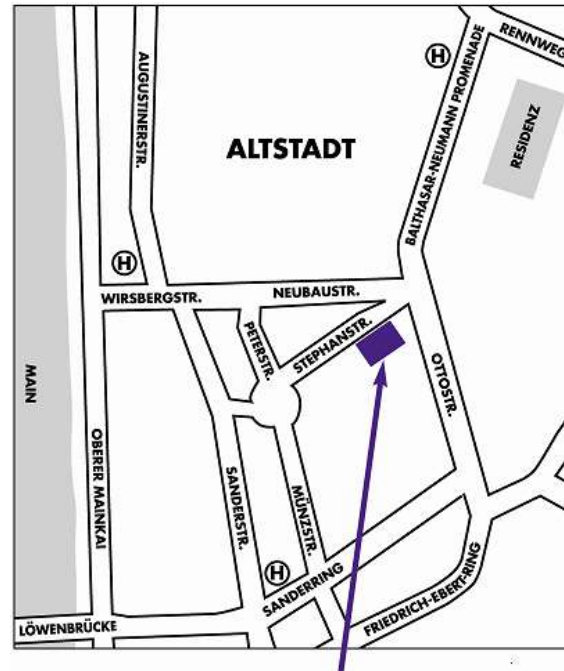 RENNWEG
AUGUSTINERSTR.
H
BALTHASAR-NEUMANN PROMENADE
RESIDENZ
ALTSTADT
H
WIRSBERGSTR.
NEUBAUSTR.
PETERSTR.
STEPHANSTR.
MAIN
OTTOSTR.
OBERER MAINKAI
SANDERSTR.
MÜNZSTR.
H
SANDERRING
FRIEDRICH-EBERT-RING
LÖWENBRÜCKE